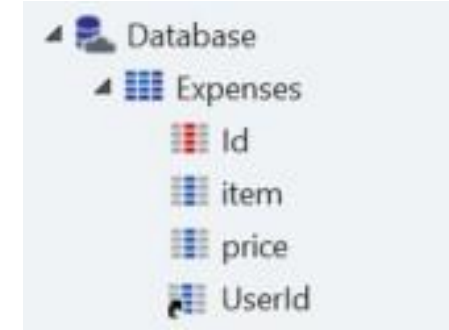 Database
Expenses
Id
item
price
UserId